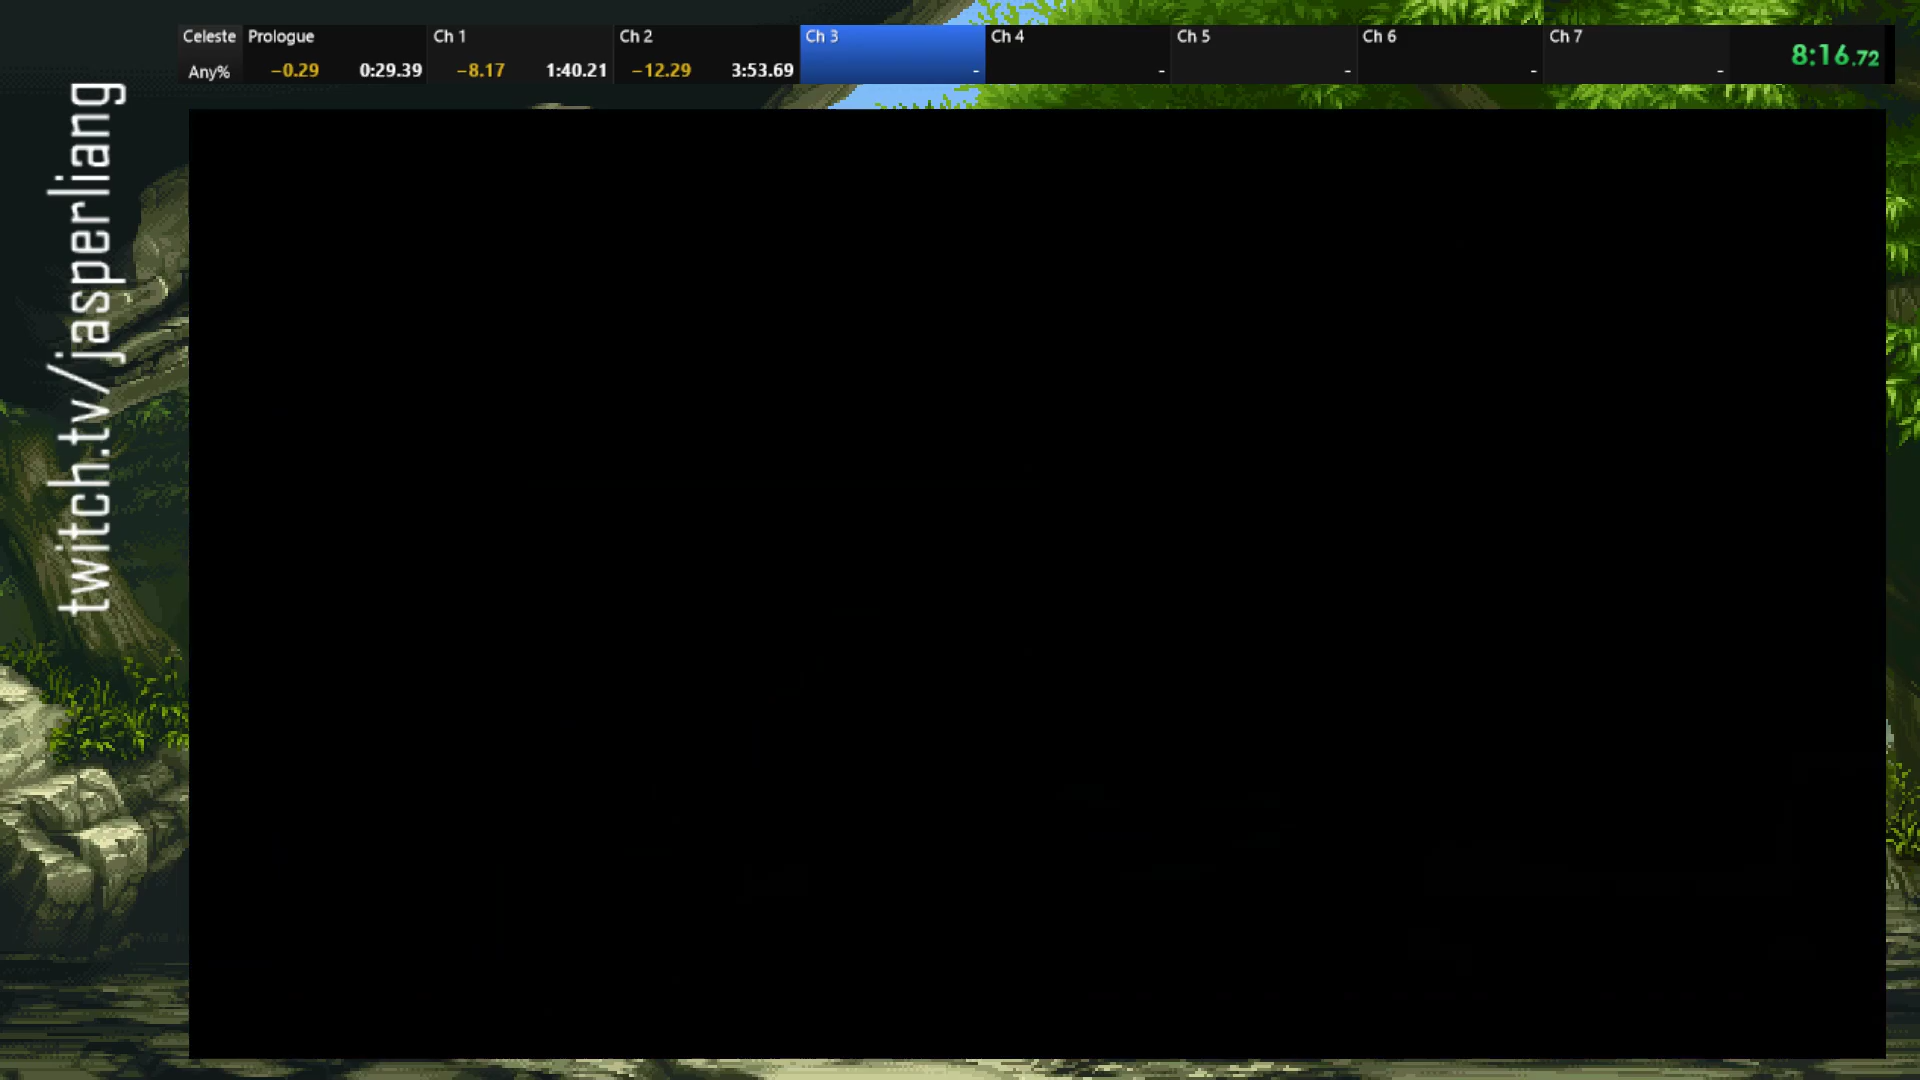 Celeste Prologue Ch 1 Ch 2 Ch 3 Ch 4 Ch 5 Ch 6 Ch 7
Any% −0.29 0:29.39 −8.17 1:40.21 −12.29 3:53.69 - - - - - 8:16.72
twitch.tv/jasperliang